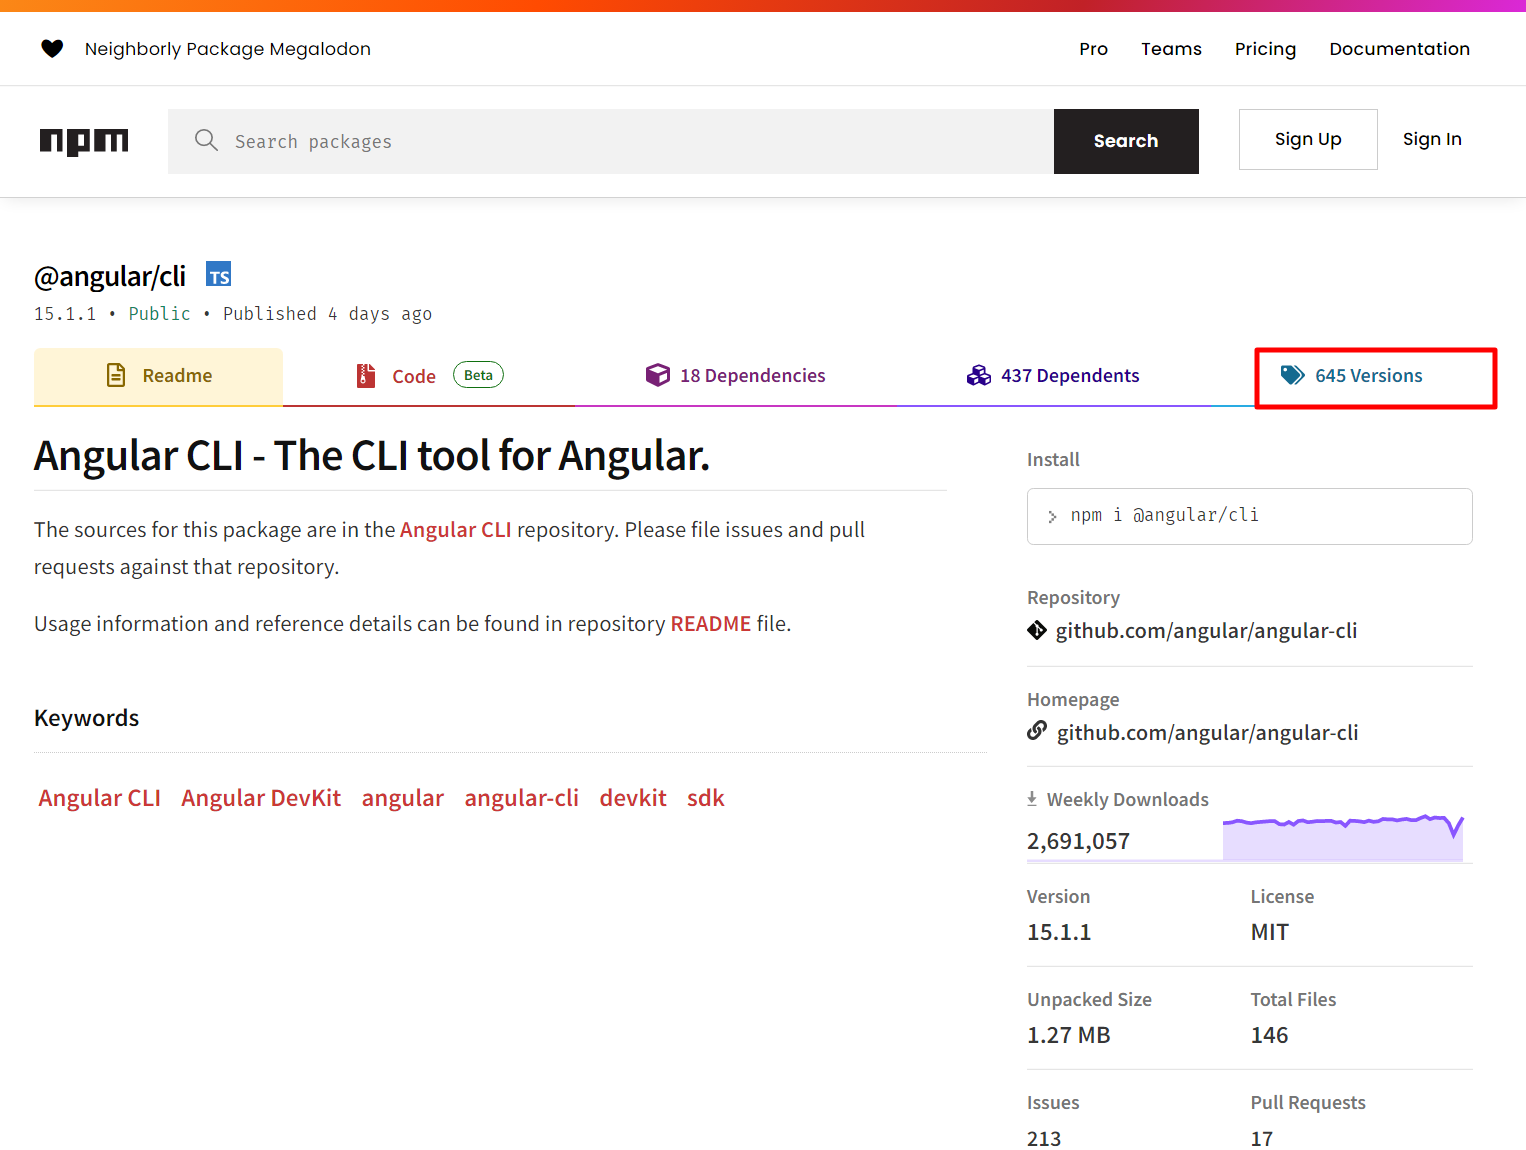 Neighborly Package Megalodon
Pro Teams Pricing Documentation
npm
Search packages
Search
Sign Up
Sign In
@angular/cli TS
15.1.1 • Public • Published 4 days ago
Readme
Code Beta
18 Dependencies
437 Dependents
645 Versions
Angular CLI - The CLI tool for Angular.
The sources for this package are in the Angular CLI repository. Please file issues and pull
requests against that repository.
Usage information and reference details can be found in repository README file.
Keywords
Angular CLI Angular DevKit angular angular-cli devkit sdk
Install
npm i @angular/cli
Repository
github.com/angular/angular-cli
Homepage
github.com/angular/angular-cli
Weekly Downloads
2,691,057
Version License
15.1.1 MIT
Unpacked Size Total Files
1.27 MB 146
Issues Pull Requests
213 17